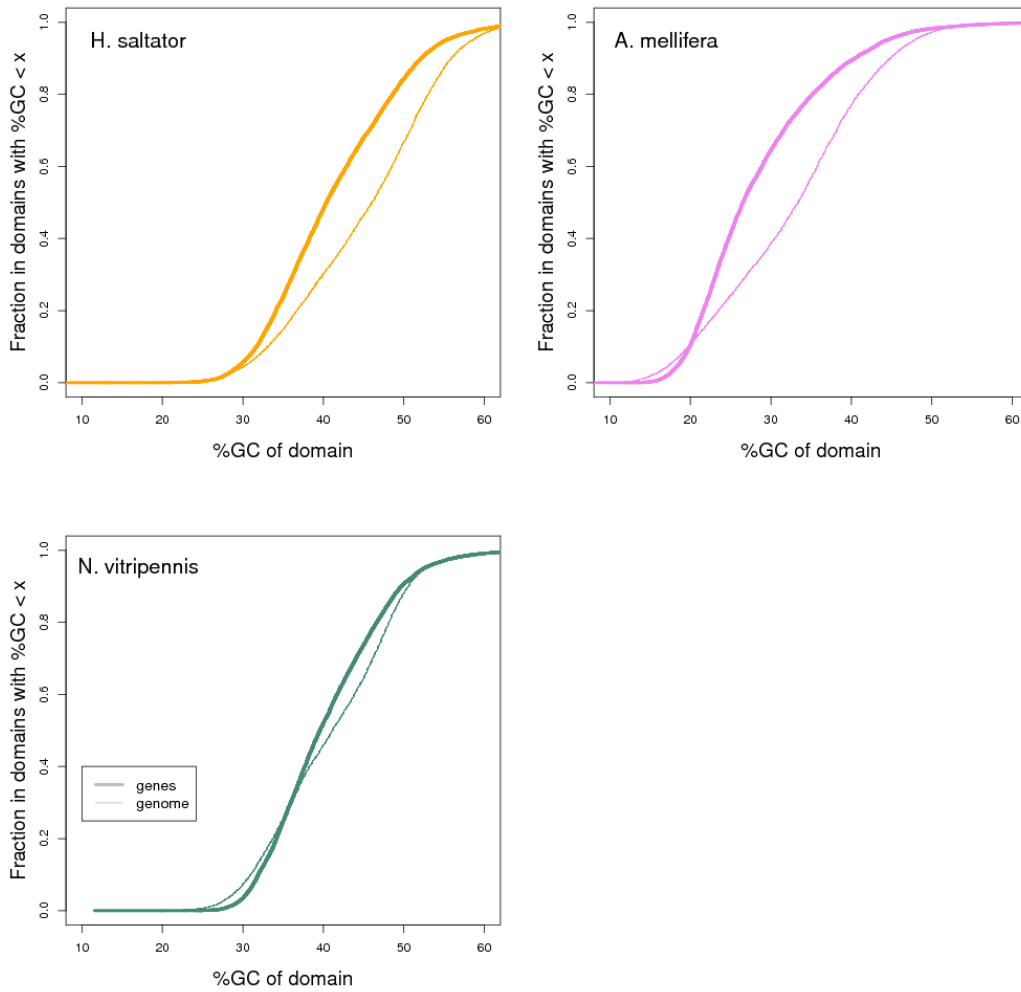 H. saltator
Fraction in domains with %GC < x
0.0 0.2 0.4 0.6 0.8 1.0
10 20 30 40 50 60
%GC of domain
A. mellifera
Fraction in domains with %GC < x
0.0 0.2 0.4 0.6 0.8 1.0
10 20 30 40 50 60
%GC of domain
N. vitripennis
Fraction in domains with %GC < x
0.0 0.2 0.4 0.6 0.8 1.0
genes
genome
10 20 30 40 50 60
%GC of domain